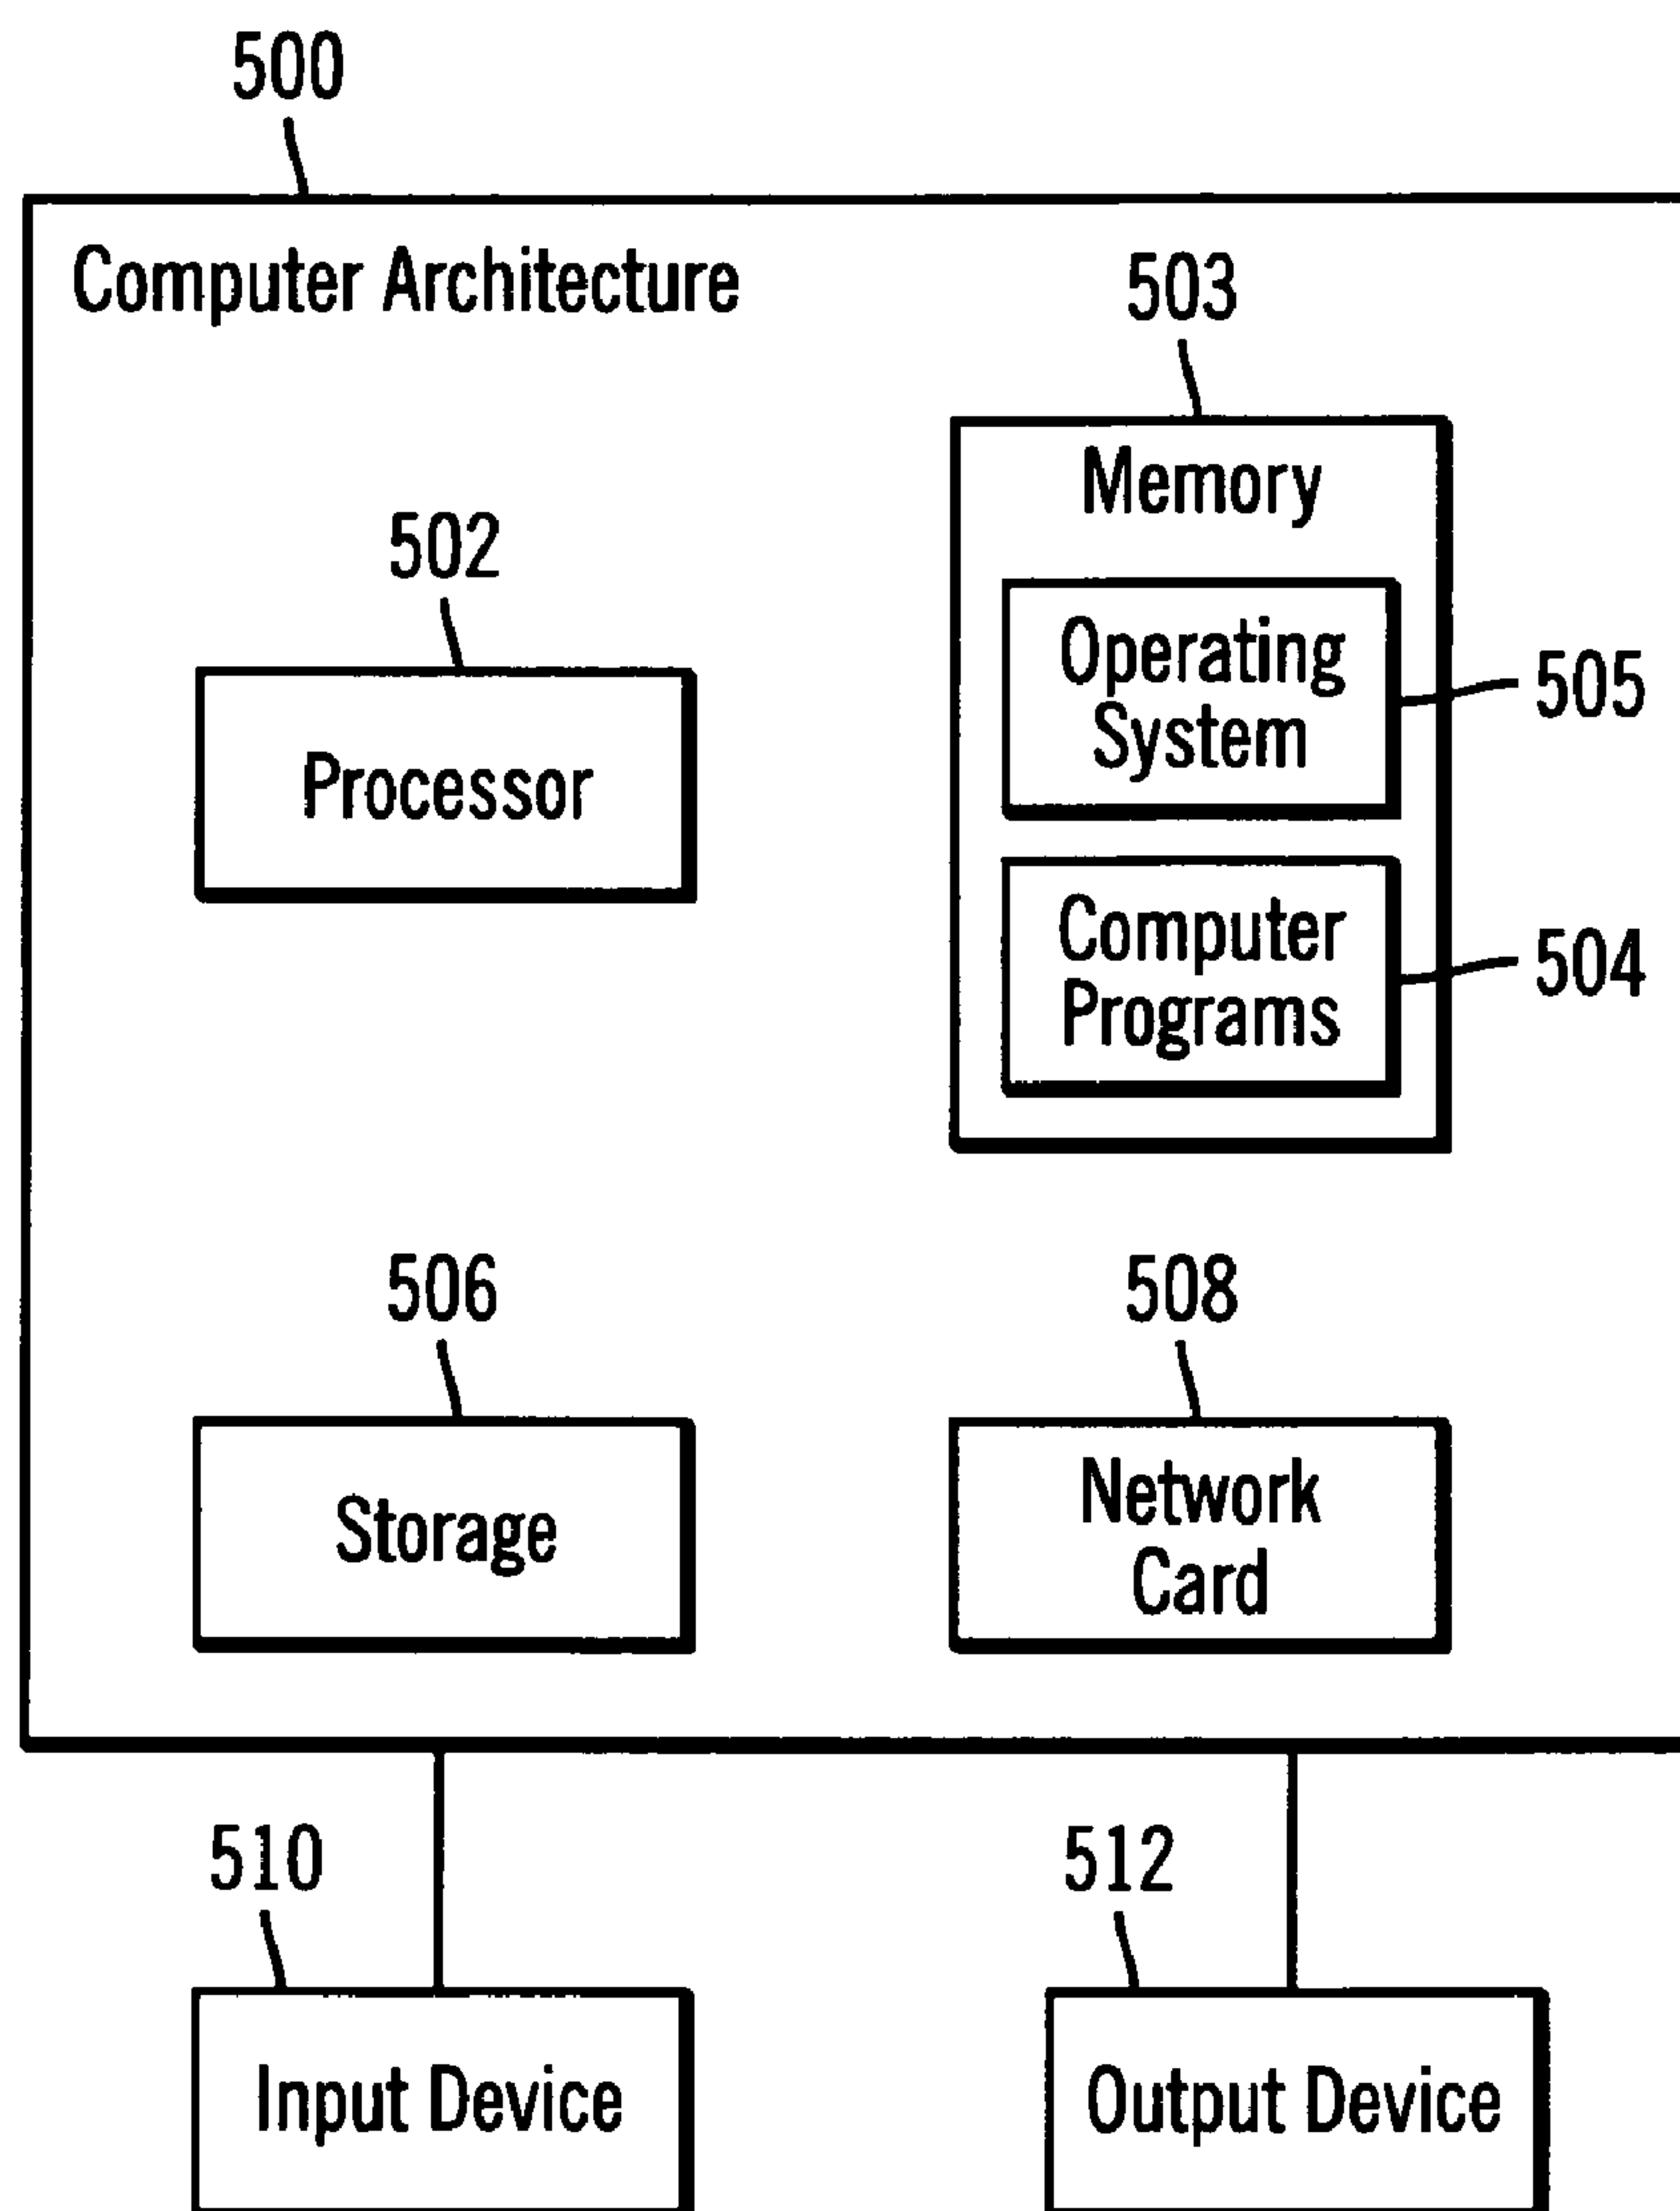 500
Computer Architecture
503
Memory
502
Operating
System
505
Processor
Computer
Programs
504
506
508
Storage
Network
Card
510
512
Input Device
Output Device